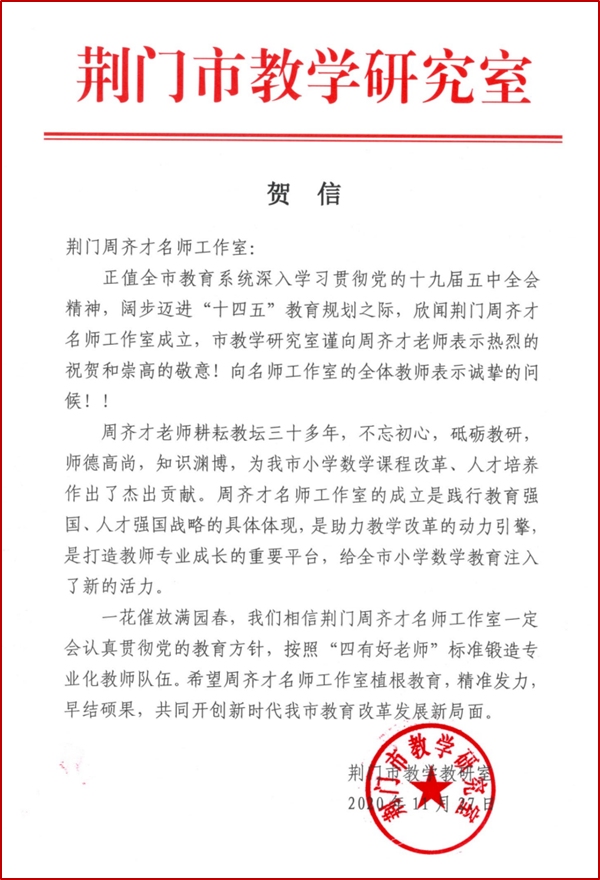 荆门市教学研究室
贺 信
荆门周齐才名师工作室：
正值全市教育系统深入学习贯彻党的十九届五中全会
精神，阔步迈进“十四五”教育规划之际，欣闻荆门周齐才
名师工作室成立，市教学研究室谨向周齐才老师表示热烈的
祝贺和崇高的敬意！向名师工作室的全体教师表示诚挚的问
候！！
周齐才老师耕耘教坛三十多年，不忘初心，砥砺教研，
师德高尚，知识渊博，为我市小学数学课程改革、人才培养
作出了杰出贡献。周齐才名师工作室的成立是践行教育强
国、人才强国战略的具体体现，是助力教学改革的动力引擎，
是打造教师专业成长的重要平台，给全市小学数学教育注入
了新的活力。
一花催放满园春，我们相信荆门周齐才名师工作室一定
会认真贯彻党的教育方针，按照“四有好老师”标准锻造专
业化教师队伍。希望周齐才名师工作室植根教育，精准发力，
早结硕果，共同开创新时代我市教育改革发展新局面。
荆门市教学教研室
2020年11月27日
荆门市教学研究室